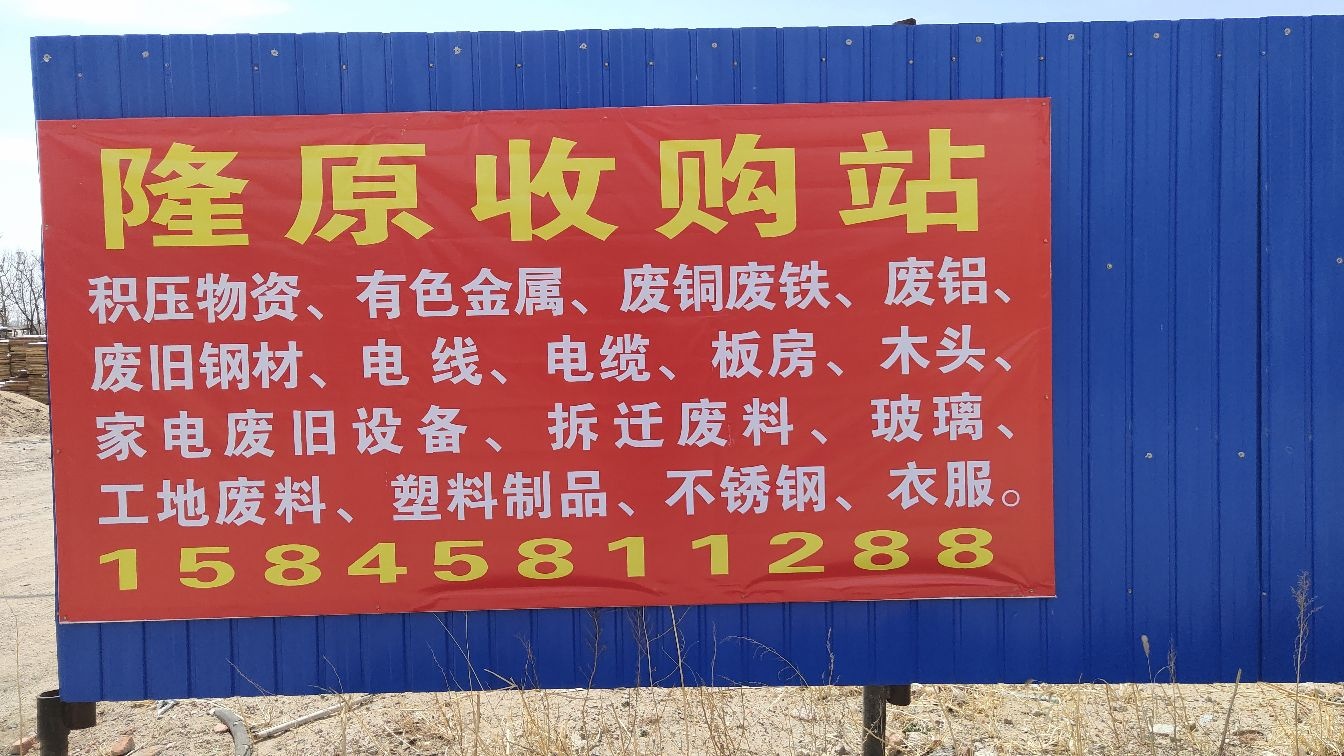 隆原收购站
积压物资、有色金属、废铜废铁、废铝、
废旧钢材、电线、电缆、板房、木头、
家电废旧设备、拆迁废料、玻璃、
工地废料、塑料制品、不锈钢、衣服。
15845811288